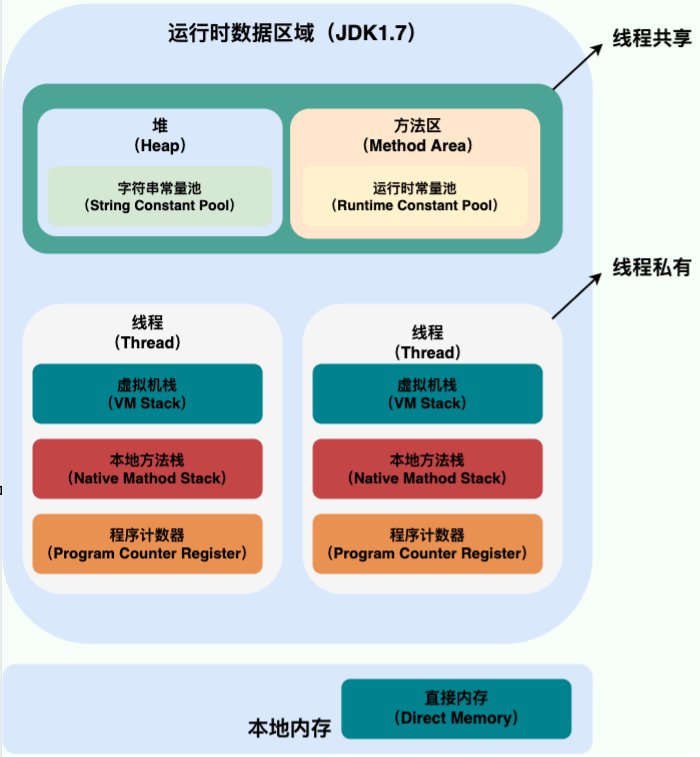 运行时数据区域（JDK1.7）
线程共享
堆
（Heap）
字符串常量池
（String Constant Pool）
方法区
（Method Area）
运行时常量池
（Runtime Constant Pool）
线程私有
线程
（Thread）
虚拟机栈
（VM Stack）
本地方法栈
（Native Mathod Stack）
程序计数器
（Program Counter Register）
线程
（Thread）
虚拟机栈
（VM Stack）
本地方法栈
（Native Mathod Stack）
程序计数器
（Program Counter Register）
本地内存
直接内存
（Direct Memory）